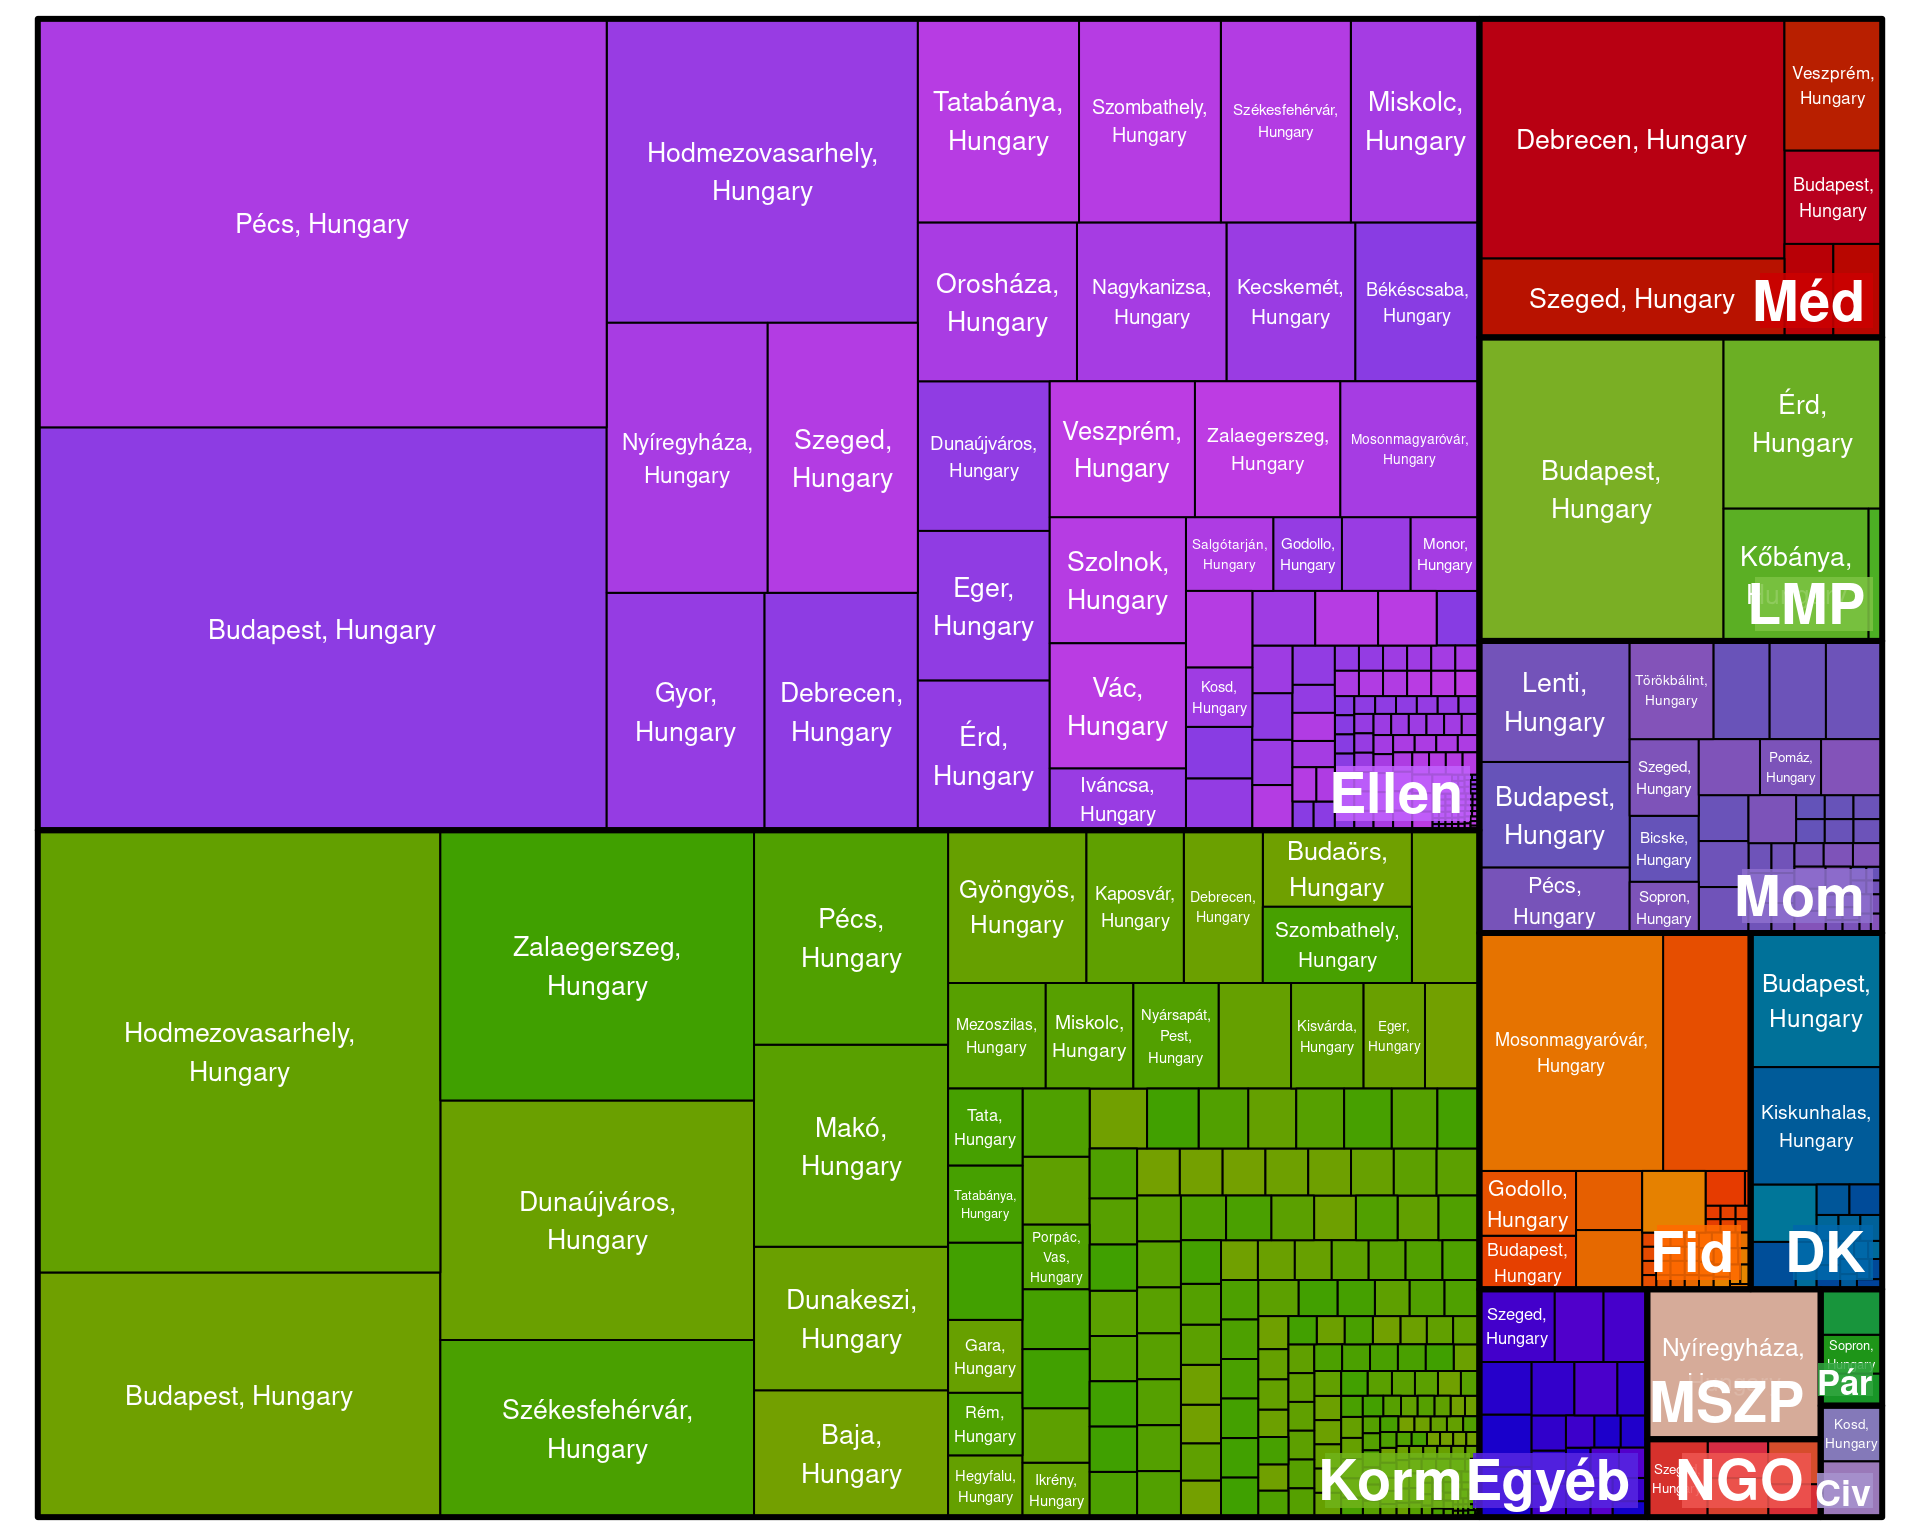 Pécs, Hungary
Budapest, Hungary
Hodmezovasarhely,
Hungary
Nyíregyháza,
Hungary
Szeged,
Hungary
Gyor,
Hungary
Debrecen,
Hungary
Tatabánya,
Hungary
Szombathely,
Hungary
Székesfehérvár,
Hungary
Miskolc,
Hungary
Orosháza,
Hungary
Nagykanizsa,
Hungary
Kecskemét,
Hungary
Békéscsaba,
Hungary
Dunaújváros,
Hungary
Eger,
Hungary
Érd,
Hungary
Veszprém,
Hungary
Zalaegerszeg,
Hungary
Mosonmagyaróvár,
Hungary
Szolnok,
Hungary
Vác,
Hungary
Iváncsa,
Hungary
Salgótarján,
Hungary
Godollo,
Hungary
Monor,
Hungary
Kosd,
Hungary
Ellen
Hodmezovasarhely,
Hungary
Budapest, Hungary
Zalaegerszeg,
Hungary
Dunaújváros,
Hungary
Székesfehérvár,
Hungary
Pécs,
Hungary
Makó,
Hungary
Dunakeszi,
Hungary
Baja,
Hungary
Gyöngyös,
Hungary
Kaposvár,
Hungary
Debrecen,
Hungary
Budaörs,
Hungary
Szombathely,
Hungary
Mezoszilas,
Hungary
Miskolc,
Hungary
Nyársapát,
Pest,
Hungary
Kisvárda,
Hungary
Eger,
Hungary
Tata,
Hungary
Tatabánya,
Hungary
Porpác,
Vas,
Hungary
Gara,
Hungary
Rém,
Hungary
Hegyfalu,
Hungary
Ikrény,
Hungary
Korm
Debrecen, Hungary
Szeged, Hungary
Veszprém,
Hungary
Budapest,
Hungary
Méd
Budapest,
Hungary
Érd,
Hungary
Kőbánya,
LMP
Lenti,
Hungary
Budapest,
Hungary
Pécs,
Hungary
Törökbálint,
Hungary
Szeged,
Hungary
Bicske,
Hungary
Sopron,
Hungary
Pomáz,
Hungary
Mom
Mosonmagyaróvár,
Hungary
Godollo,
Hungary
Budapest,
Hungary
Fid
Budapest,
Hungary
Kiskunhalas,
Hungary
DK
Szeged,
Hungary
Egyéb
Nyíregyháza,
MSZP
Sopron,
Hungary
Pár
NGO
Kosd,
Hungary
Civ